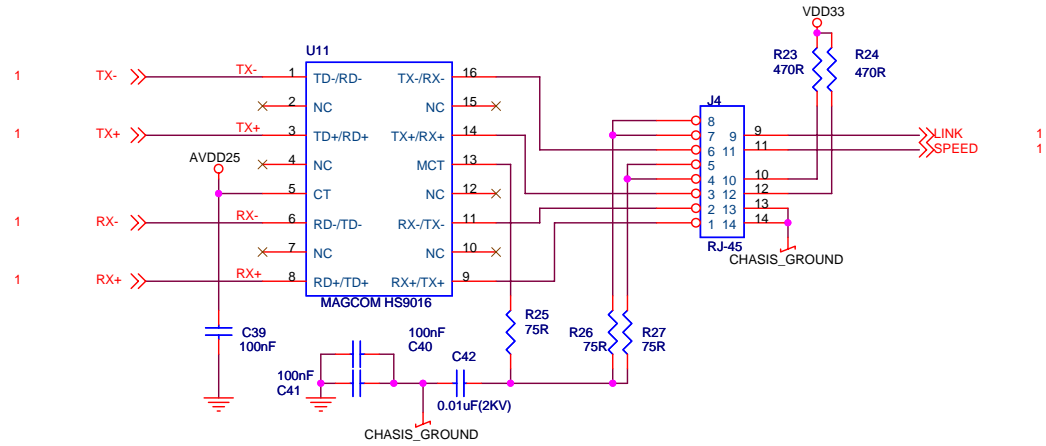 VDD33
R23
470R
R24
470R
U11
J4
1 TX- TX- 1 TD-/RD- TX-/RX- 16
2 NC NC 15
1 TX+ TX+ 3 TD+/RD+ TX+/RX+ 14
AVDD25
4 NC MCT 13
5 CT NC 12
1 RX- RX- 6 RD-/TD- RX-/TX- 11
7 NC NC 10
1 RX+ RX+ 8 RD+/TD+ RX+/TX+ 9
MAGCOM HS9016
8
7 9 9 LINK 1
6 11 11 SPEED 1
5
4 10 10
3 12 12
2 13 13
1 14 14
RJ-45
CHASIS_GROUND
C39
100nF
100nF
C40
100nF
C41
C42
0.01uF(2KV)
R25
75R
R26
75R
R27
75R
CHASIS_GROUND